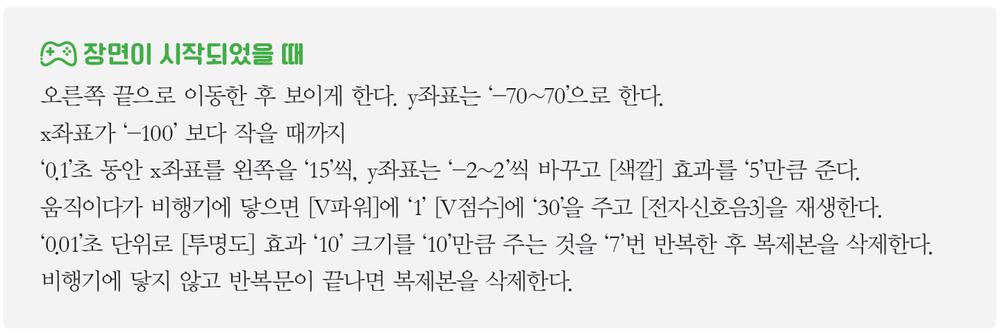 장면이 시작되었을 때
오른쪽 끝으로 이동한 후 보이게 한다. y좌표는 ‘–70~70’으로 한다.
x좌표가 ‘–100’ 보다 작을 때까지
‘0.1’초 동안 x좌표를 왼쪽을 ‘15’씩, y좌표는 ‘–2~2’씩 바꾸고 [색깔] 효과를 ‘5’만큼 준다.
움직이다가 비행기에 닿으면 [V파워]에 ‘1’ [V점수]에 ‘30’을 주고 [전자신호음3]을 재생한다.
‘0.01’초 단위로 [투명도] 효과 ‘10’ 크기를 ‘10’만큼 주는 것을 ‘7’번 반복한 후 복제본을 삭제한다.
비행기에 닿지 않고 반복문이 끝나면 복제본을 삭제한다.